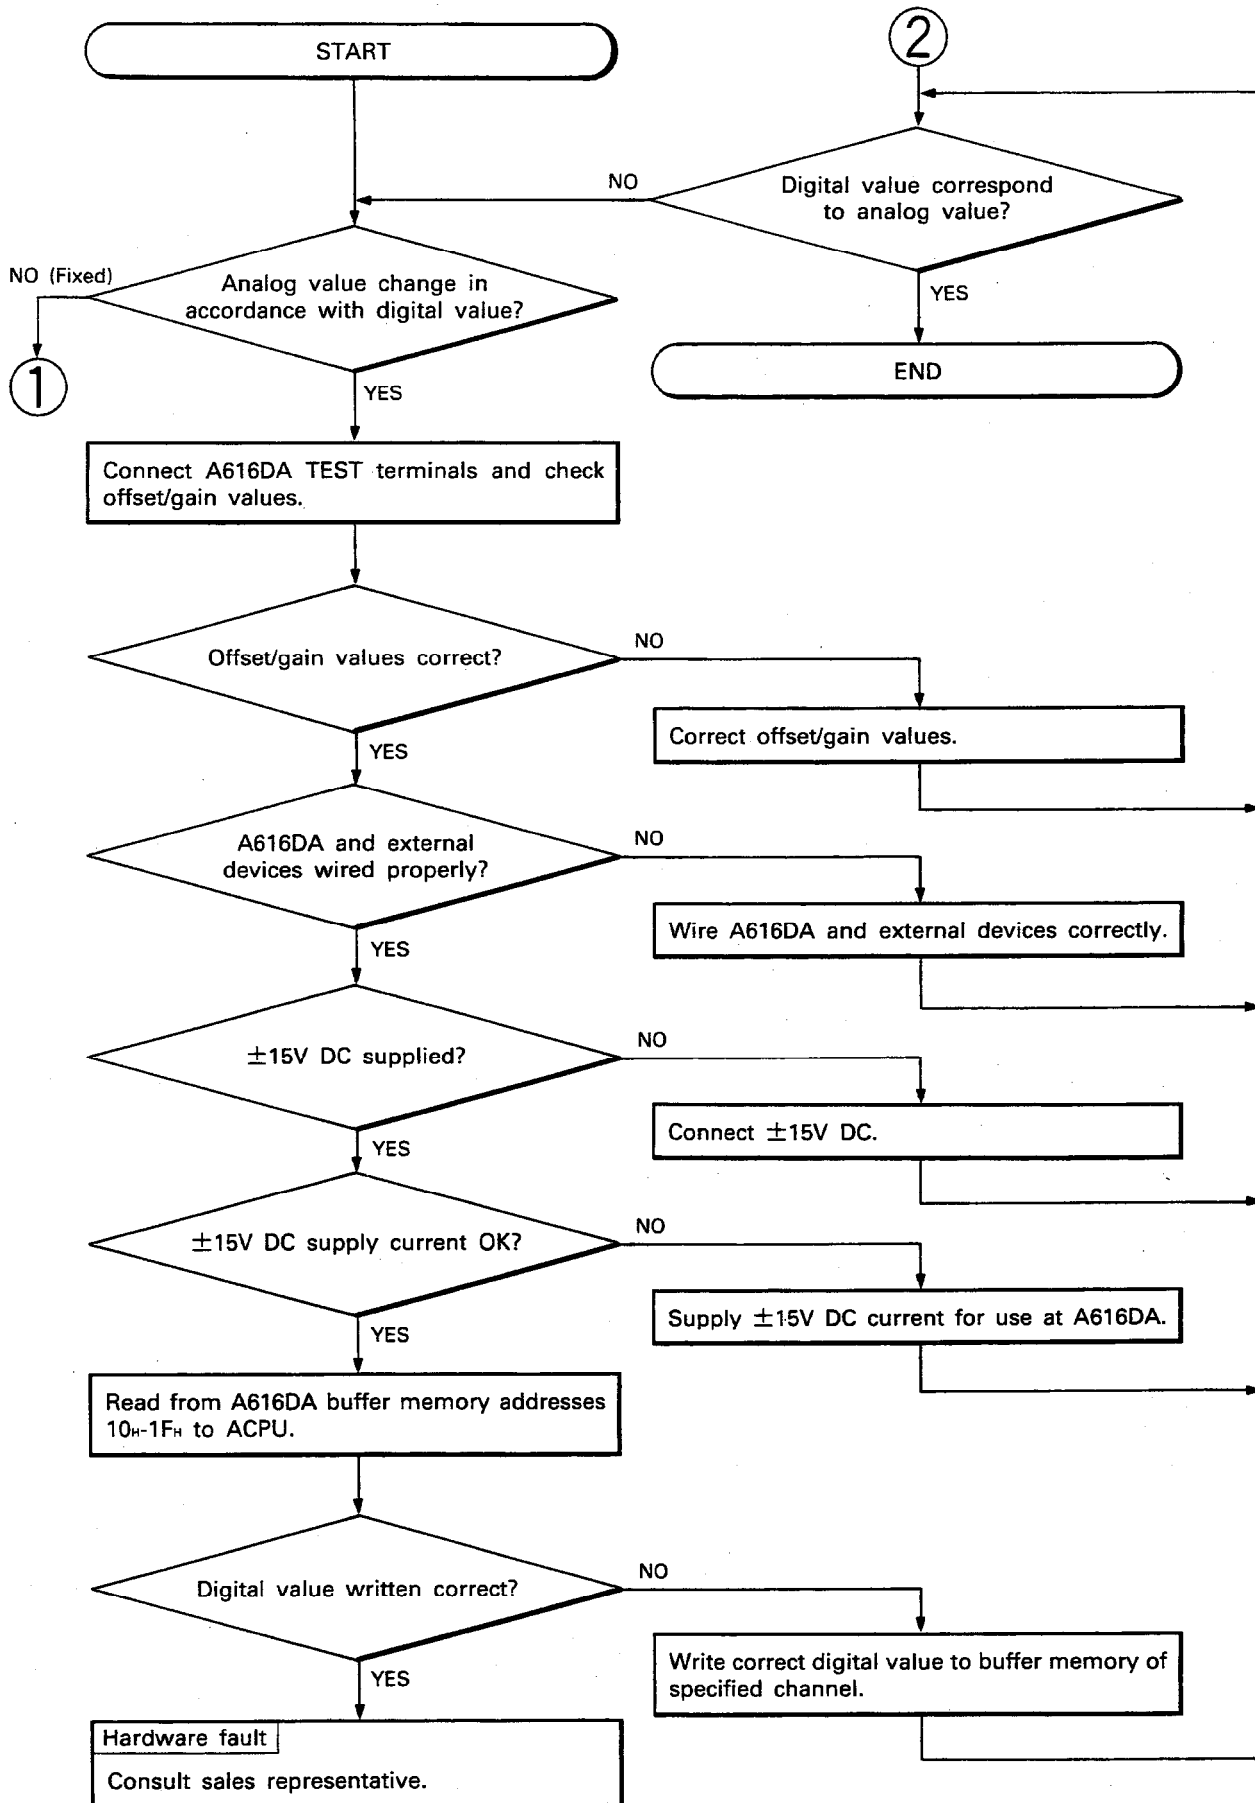 START
2
NO
Digital value correspond
to analog value?
NO (Fixed)
Analog value change in
accordance with digital value?
YES
END
1
YES
Connect A616DA TEST terminals and check
offset/gain values.
Offset/gain values correct?
NO
Correct offset/gain values.
YES
A616DA and external
devices wired properly?
NO
Wire A616DA and external devices correctly.
YES
±15V DC supplied?
NO
Connect ±15V DC.
YES
±15V DC supply current OK?
NO
Supply ±15V DC current for use at A616DA.
YES
Read from A616DA buffer memory addresses
10H-1FH to ACPU.
Digital value written correct?
NO
Write correct digital value to buffer memory of
specified channel.
YES
Hardware fault
Consult sales representative.